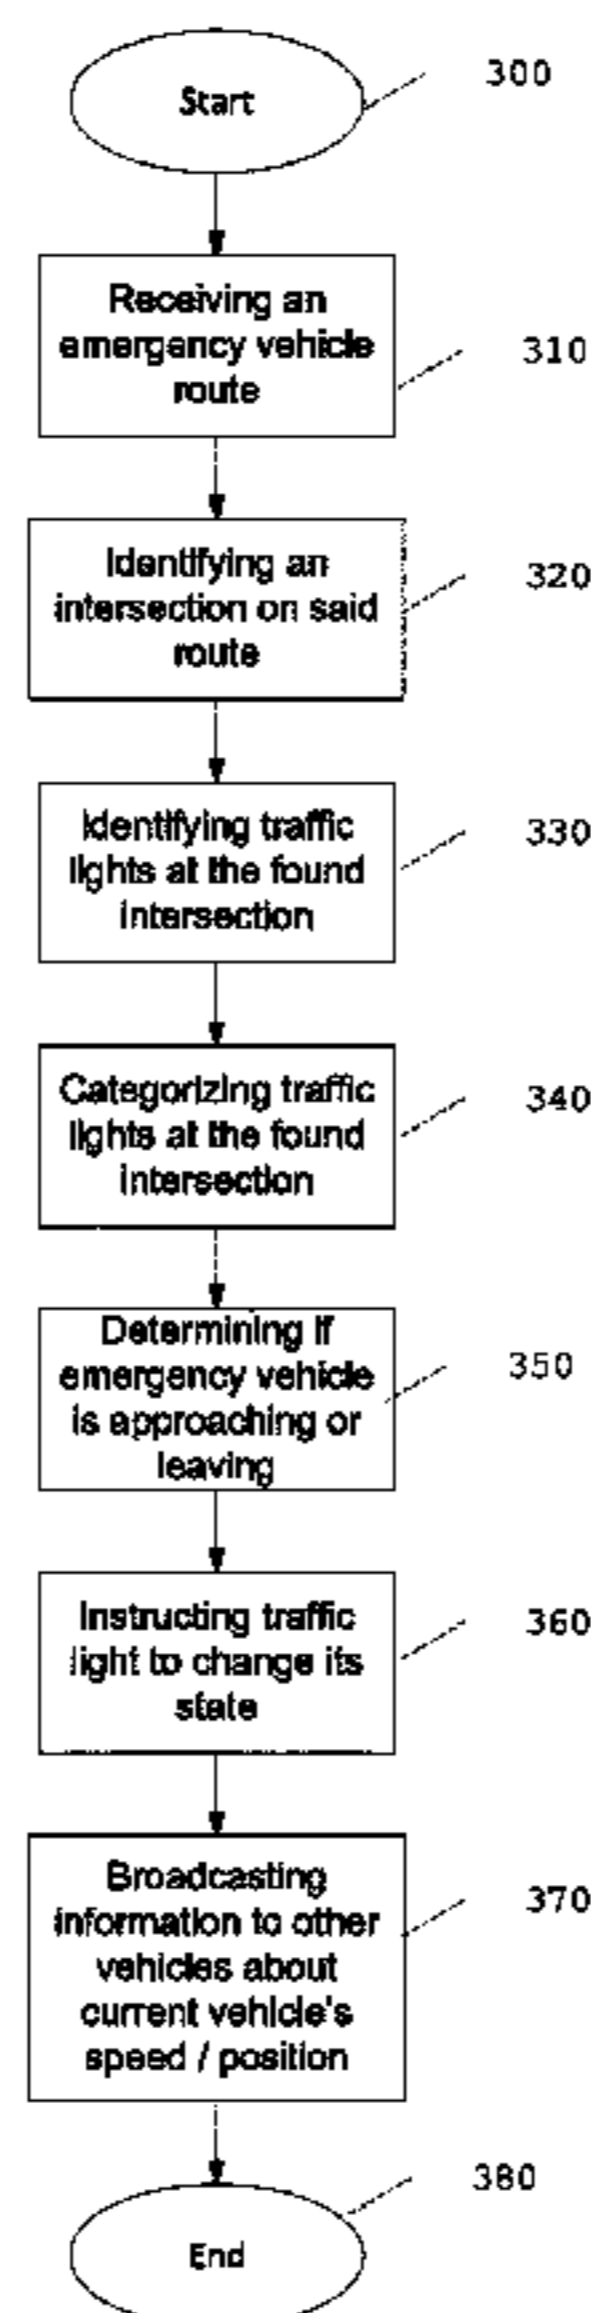 Start
300
Receiving an
emergency vehicle
route
310
Identifying an
intersection on said
route
320
Identifying traffic
lights at the found
intersection
330
Categorizing traffic
lights at the found
intersection
340
Determining if
emergency vehicle
is approaching or
leaving
350
Instructing traffic
light to change its
state
360
Broadcasting
information to other
vehicles about
current vehicle's
speed / position
370
380
End